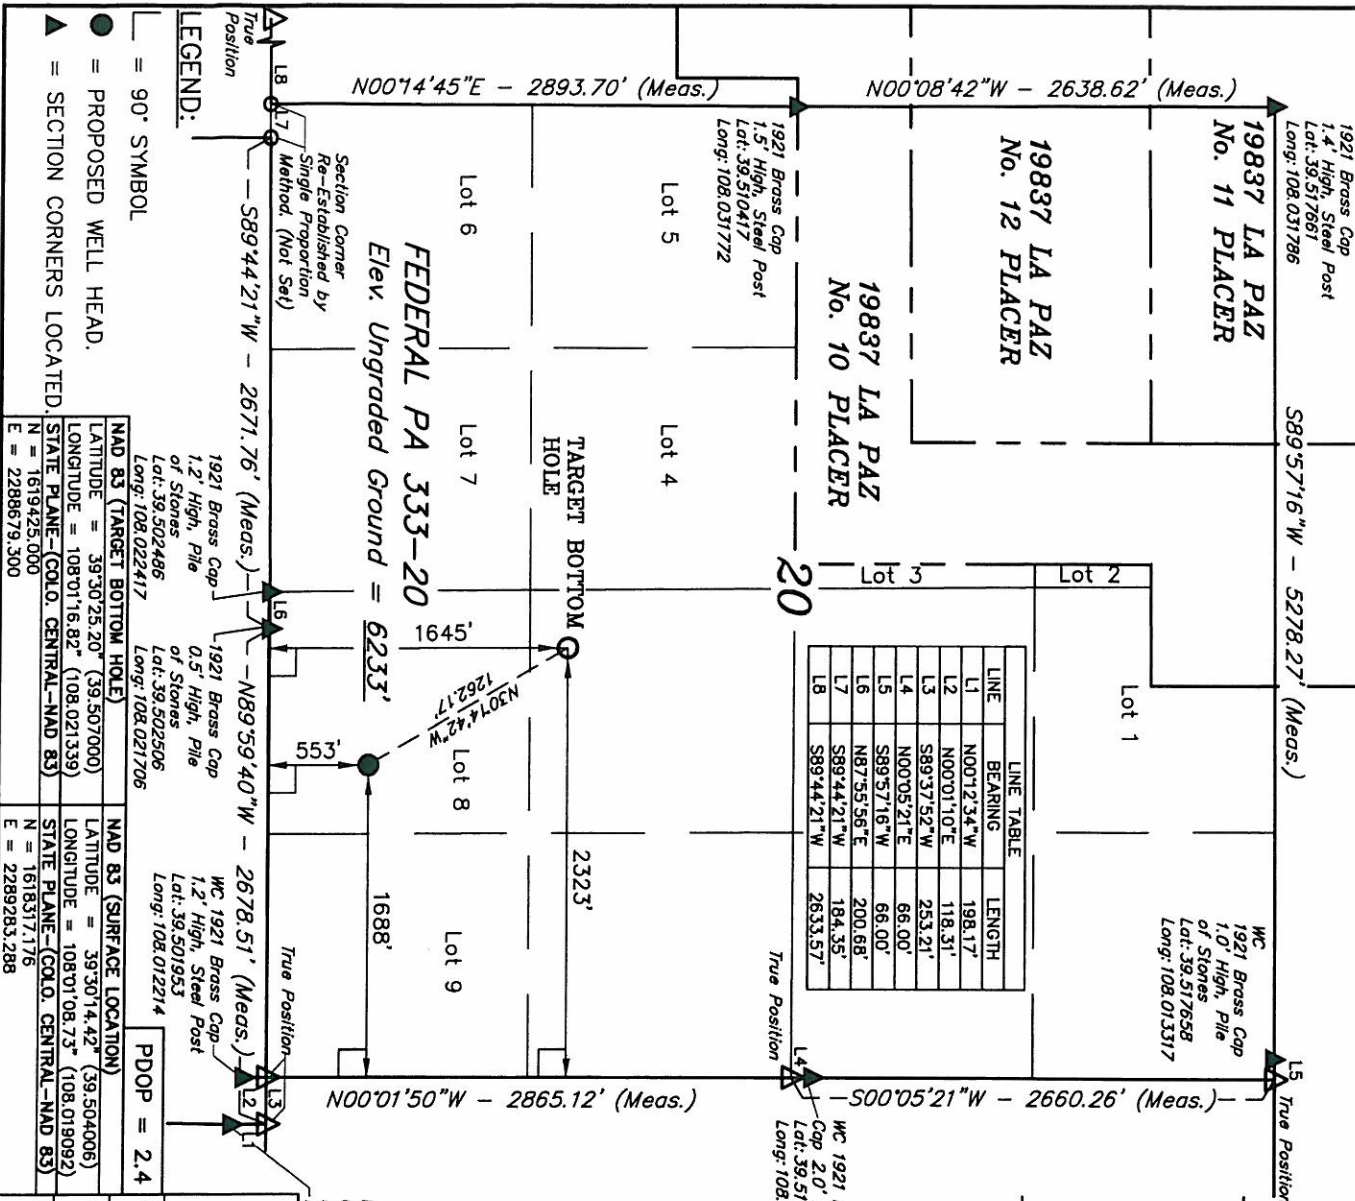 1921 Brass Cap
1.4' High, Steel Post
Lat: 39.517661
Long: 108.031786
S89°57'16"W - 5278.27' (Meas.)
WC
1921 Brass Cap
1.0' High, Pile
of Stones
Lat: 39.517658
Long: 108.013317
L5
True Position
19837 LA PAZ
No. 11 PLACER
N00°08'42"W - 2638.62' (Meas.)
19837 LA PAZ
No. 12 PLACER
Lot 2
Lot 1
Lot 3
19837 LA PAZ
No. 10 PLACER
20
LINE TABLE
LINE BEARING LENGTH
L1 N00°12'34"W 198.17'
L2 N00°01'10"E 118.31'
L3 S89°37'52"W 253.21'
L4 N00°05'21"E 66.00'
L5 S89°57'16"W 66.00'
L6 N87°55'56"E 200.68'
L7 S89°44'21"W 184.35'
L8 S89°44'21"W 2633.57'
S00°05'21"W - 2660.26' (Meas.)
1921 Brass Cap
1.5' High, Steel Post
Lat: 39.510417
Long: 108.031772
True Position
L4
WC 1921
Cap 2.0'
Lat: 39.51
Long: 108.
N00°14'45"E - 2893.70' (Meas.)
Lot 5
Lot 4
TARGET BOTTOM
HOLE
2323'
1645'
N30°14'42"W
1262.17'
Lot 6
Lot 7
Lot 8
Lot 9
FEDERAL PA 333-20
Elev. Ungraded Ground = 6233'
553'
1688'
N00°01'50"W - 2865.12' (Meas.)
Section Corner
Re-Established by
Single Proportion
Method. (Not Set)
True
Position
L8
L7
S89°44'21"W - 2671.76' (Meas.)
L6
N89°59'40"W - 2678.51' (Meas.)
True Position
L3
L2
L1
1921 Brass Cap
1.2' High, Pile
of Stones
Lat: 39.502486
Long: 108.022417
1921 Brass Cap
0.5' High, Pile
of Stones
Lat: 39.502506
Long: 108.021706
WC 1921 Brass Cap
1.2' High, Steel Post
Lat: 39.501953
Long: 108.012214
LEGEND:
= 90° SYMBOL
= PROPOSED WELL HEAD.
= SECTION CORNERS LOCATED.
PDOP = 2.4
NAD 83 (TARGET BOTTOM HOLE)
LATITUDE = 39°30'25.20" (39.507000)
LONGITUDE = 108°01'16.82" (108.021339)
STATE PLANE-(COLO. CENTRAL-NAD 83)
N = 1619425.000
E = 2288679.300
NAD 83 (SURFACE LOCATION)
LATITUDE = 39°30'14.42" (39.504006)
LONGITUDE = 108°01'08.73" (108.019092)
STATE PLANE-(COLO. CENTRAL-NAD 83)
N = 1618317.176
E = 2289283.288